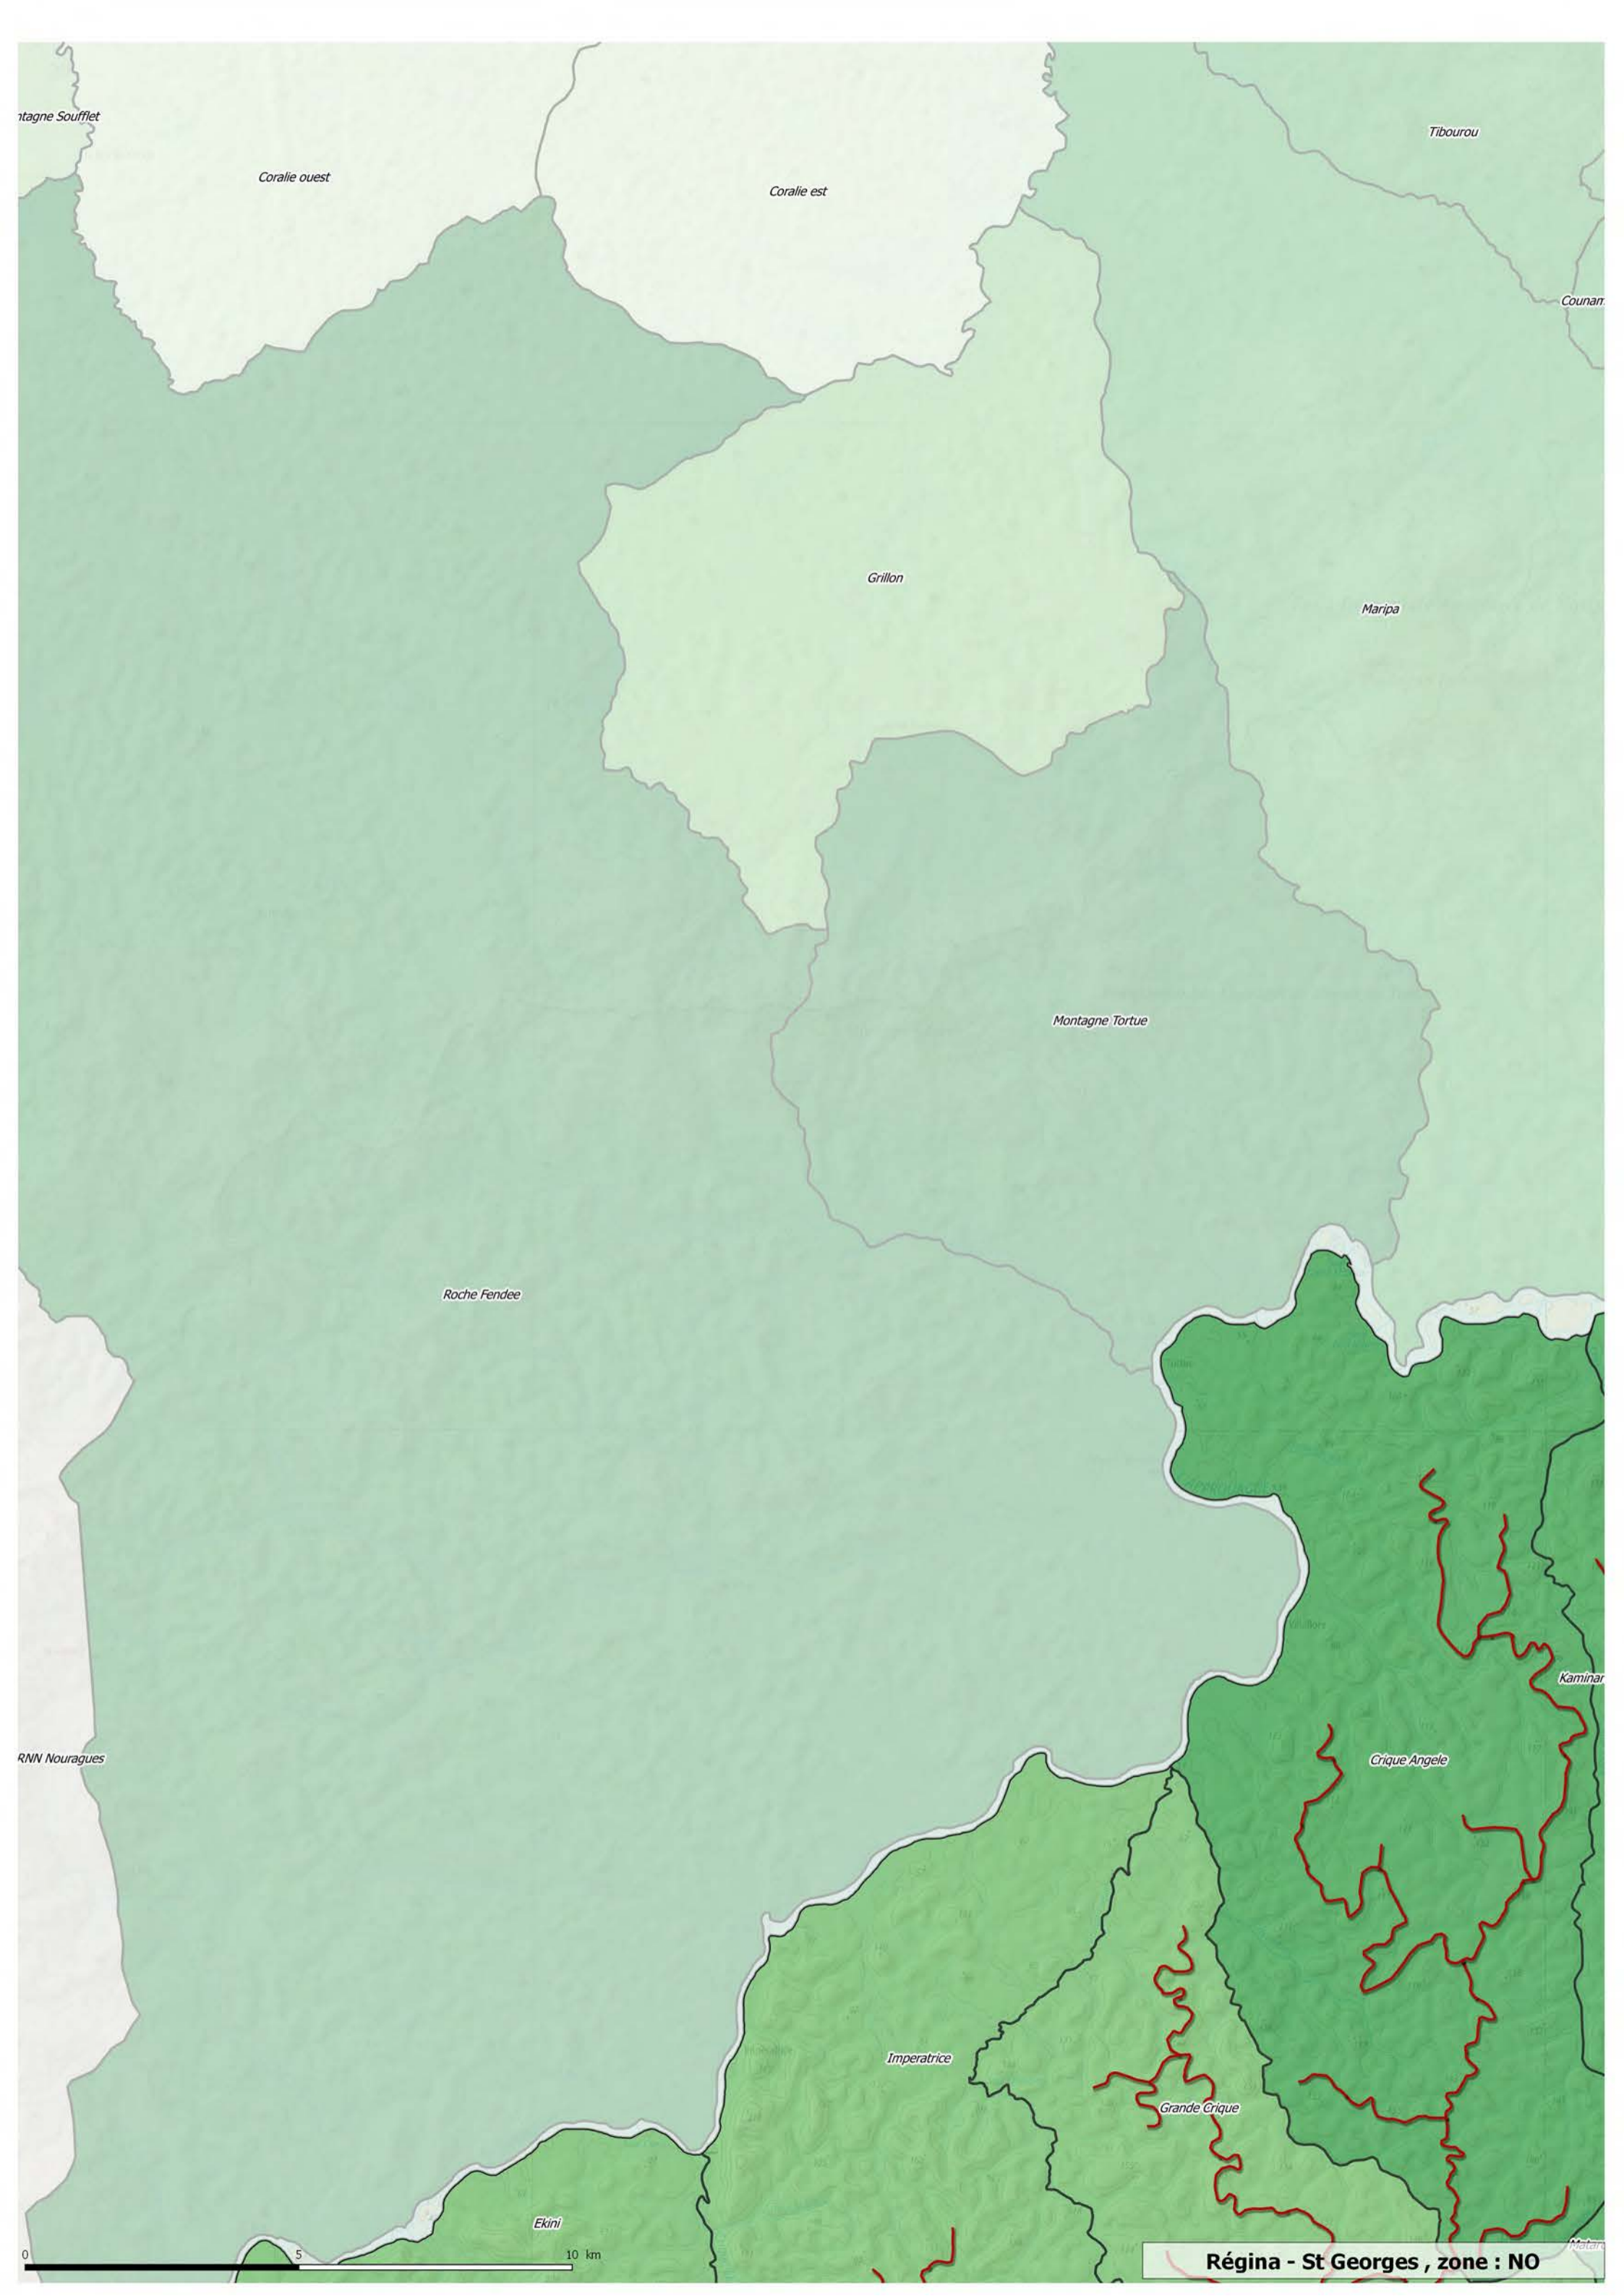 ntagne Soufflet
Tibourou
Coralie ouest
Coralie est
Counam
Grillon
Maripa
Montagne Tortue
Roche Fendee
Kaminar
RNN Nouragues
Crique Angele
Imperatrice
Grande Crique
Ekini
0 5 10 km
Régina - St Georges , zone : NO